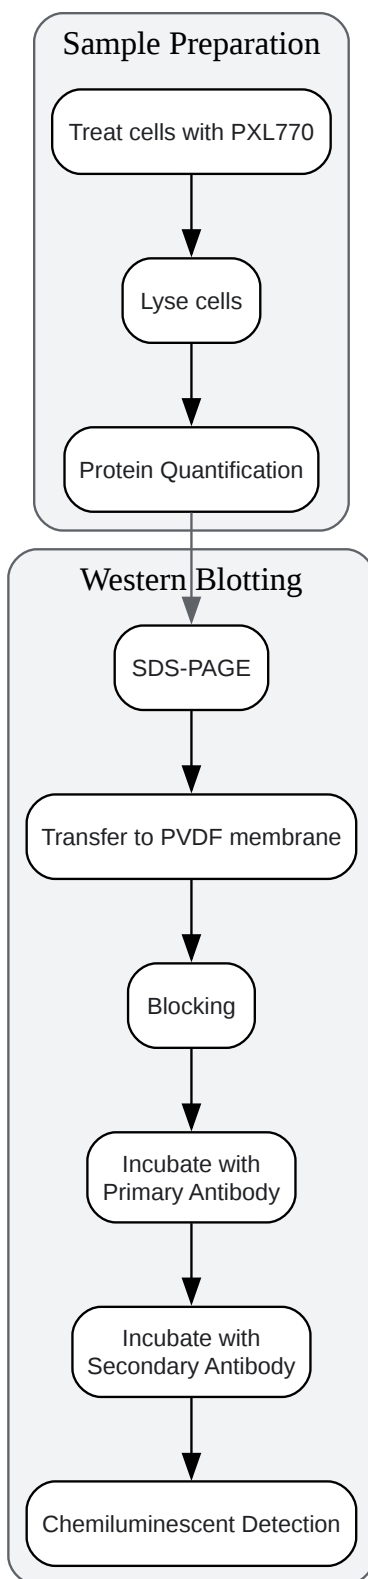 Sample Preparation
Treat cells with PXL770
Lyse cells
Protein Quantification
Western Blotting
SDS-PAGE
Transfer to PVDF membrane
Blocking
Incubate with
Primary Antibody
Incubate with
Secondary Antibody
Chemiluminescent Detection